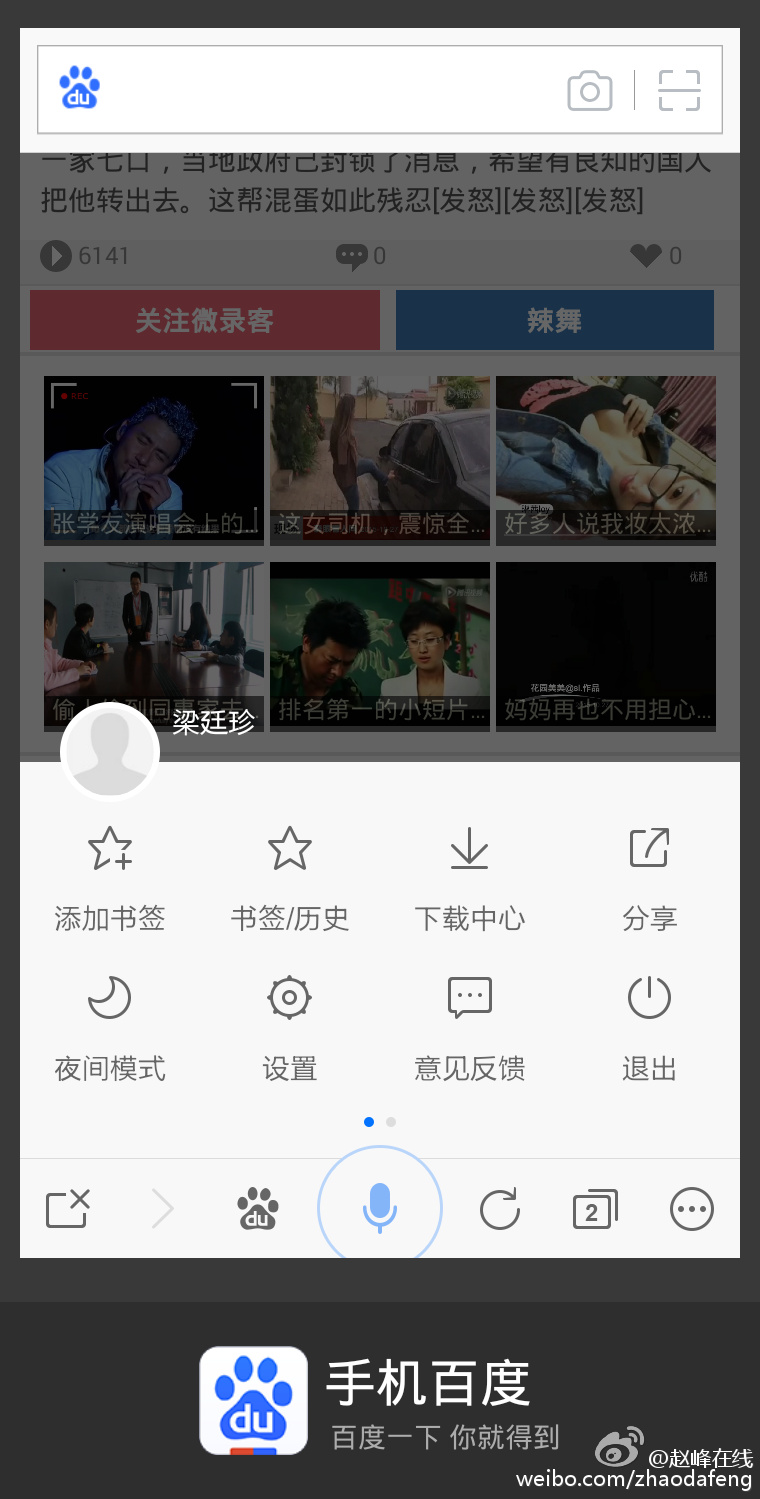 du
一家七口，当地政府已封锁了消息，希望有良知的国人
把他转出去。这帮混蛋如此残忍[发怒][发怒][发怒]
6141
0
0
关注微录客
辣舞
REC
张学友演唱会上的...
这女司机，震惊全...
好多人说我妆太浓...
优酷
花园美美@sl.作品
排名第一的小短片...
妈妈再也不用担心...
梁廷珍
添加书签
书签/历史
下载中心
分享
夜间模式
设置
意见反馈
退出
du
2
du
手机百度
百度一下 你就得到
@赵峰在线
weibo.com/zhaodafeng